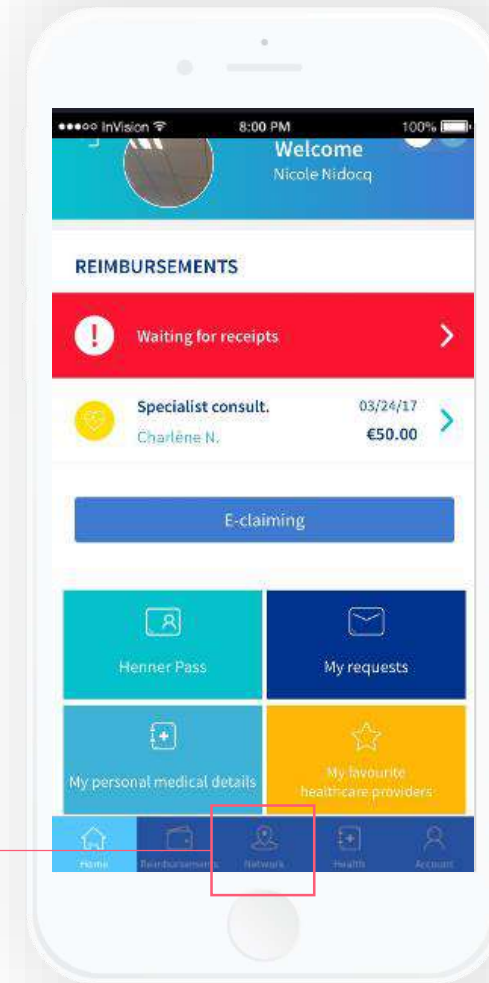 InVision 8:00 PM 100%
Welcome
Nicole Nidocq
REIMBURSEMENTS
Waiting for receipts
Specialist consult. 03/24/17
Charlène N. €50.00
E-claiming
Henner Pass My requests
My personal medical details My favourite
healthcare providers
Home Reimbursements Network Health Account